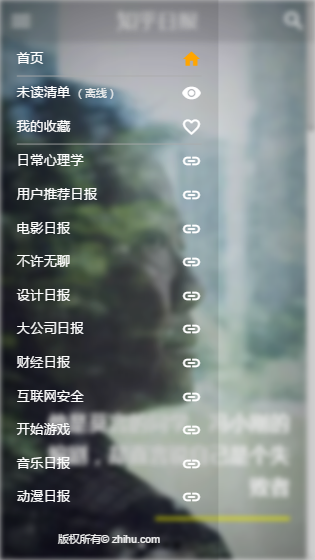 知乎日报
首页
未读清单（离线）
我的收藏
日常心理学
用户推荐日报
电影日报
不许无聊
设计日报
大公司日报
财经日报
互联网安全
开始游戏
音乐日报
动漫日报
版权所有© zhihu.com